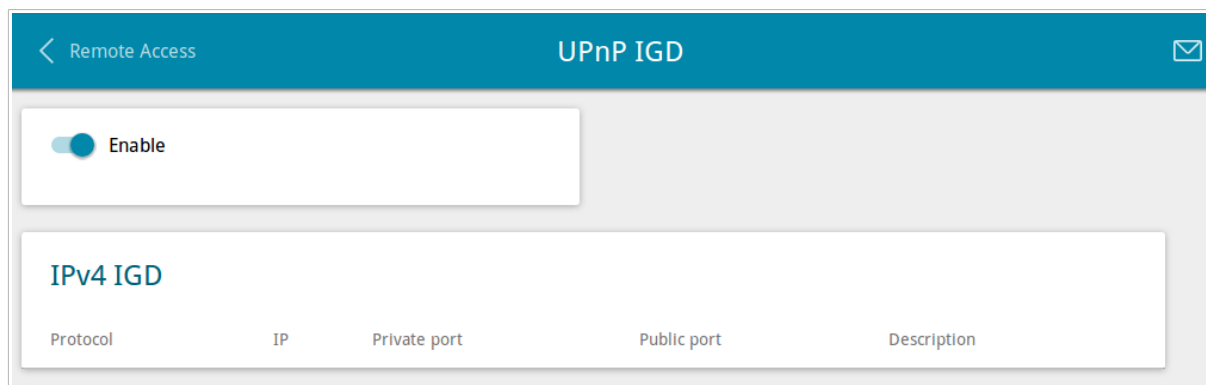 Remote Access UPnP IGD
Enable
IPv4 IGD
Protocol IP Private port Public port Description